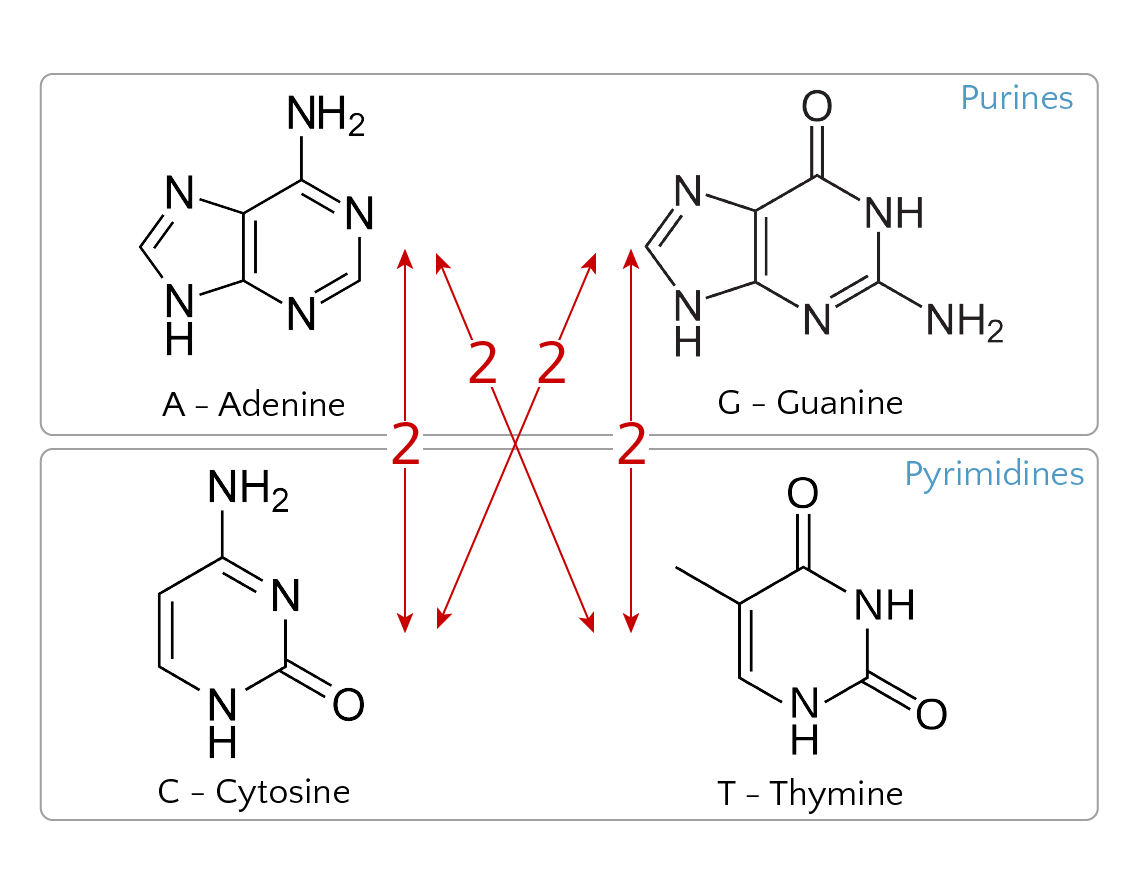 Purines
NH2
N
N
N
N
H
A – Adenine
O
N
NH
N
H
N
NH2
G – Guanine
2
2
2
2
Pyrimidines
NH2
N
N
H
O
C – Cytosine
O
NH
N
H
O
T – Thymine